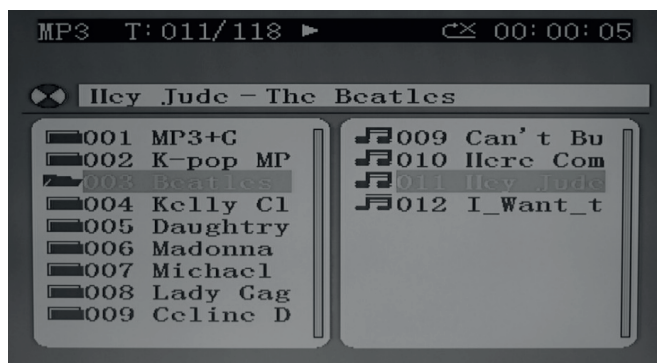 MP3 T:011/118 00:00:05
Hey Jude - The Beatles
001 MP3+G
002 K-pop MP
003 Beatles
004 Kelly Cl
005 Daughtry
006 Madonna
007 Michael
008 Lady Gag
009 Celine D
009 Can't Bu
010 Here Com
011 Hey Jude
012 I_Want_t